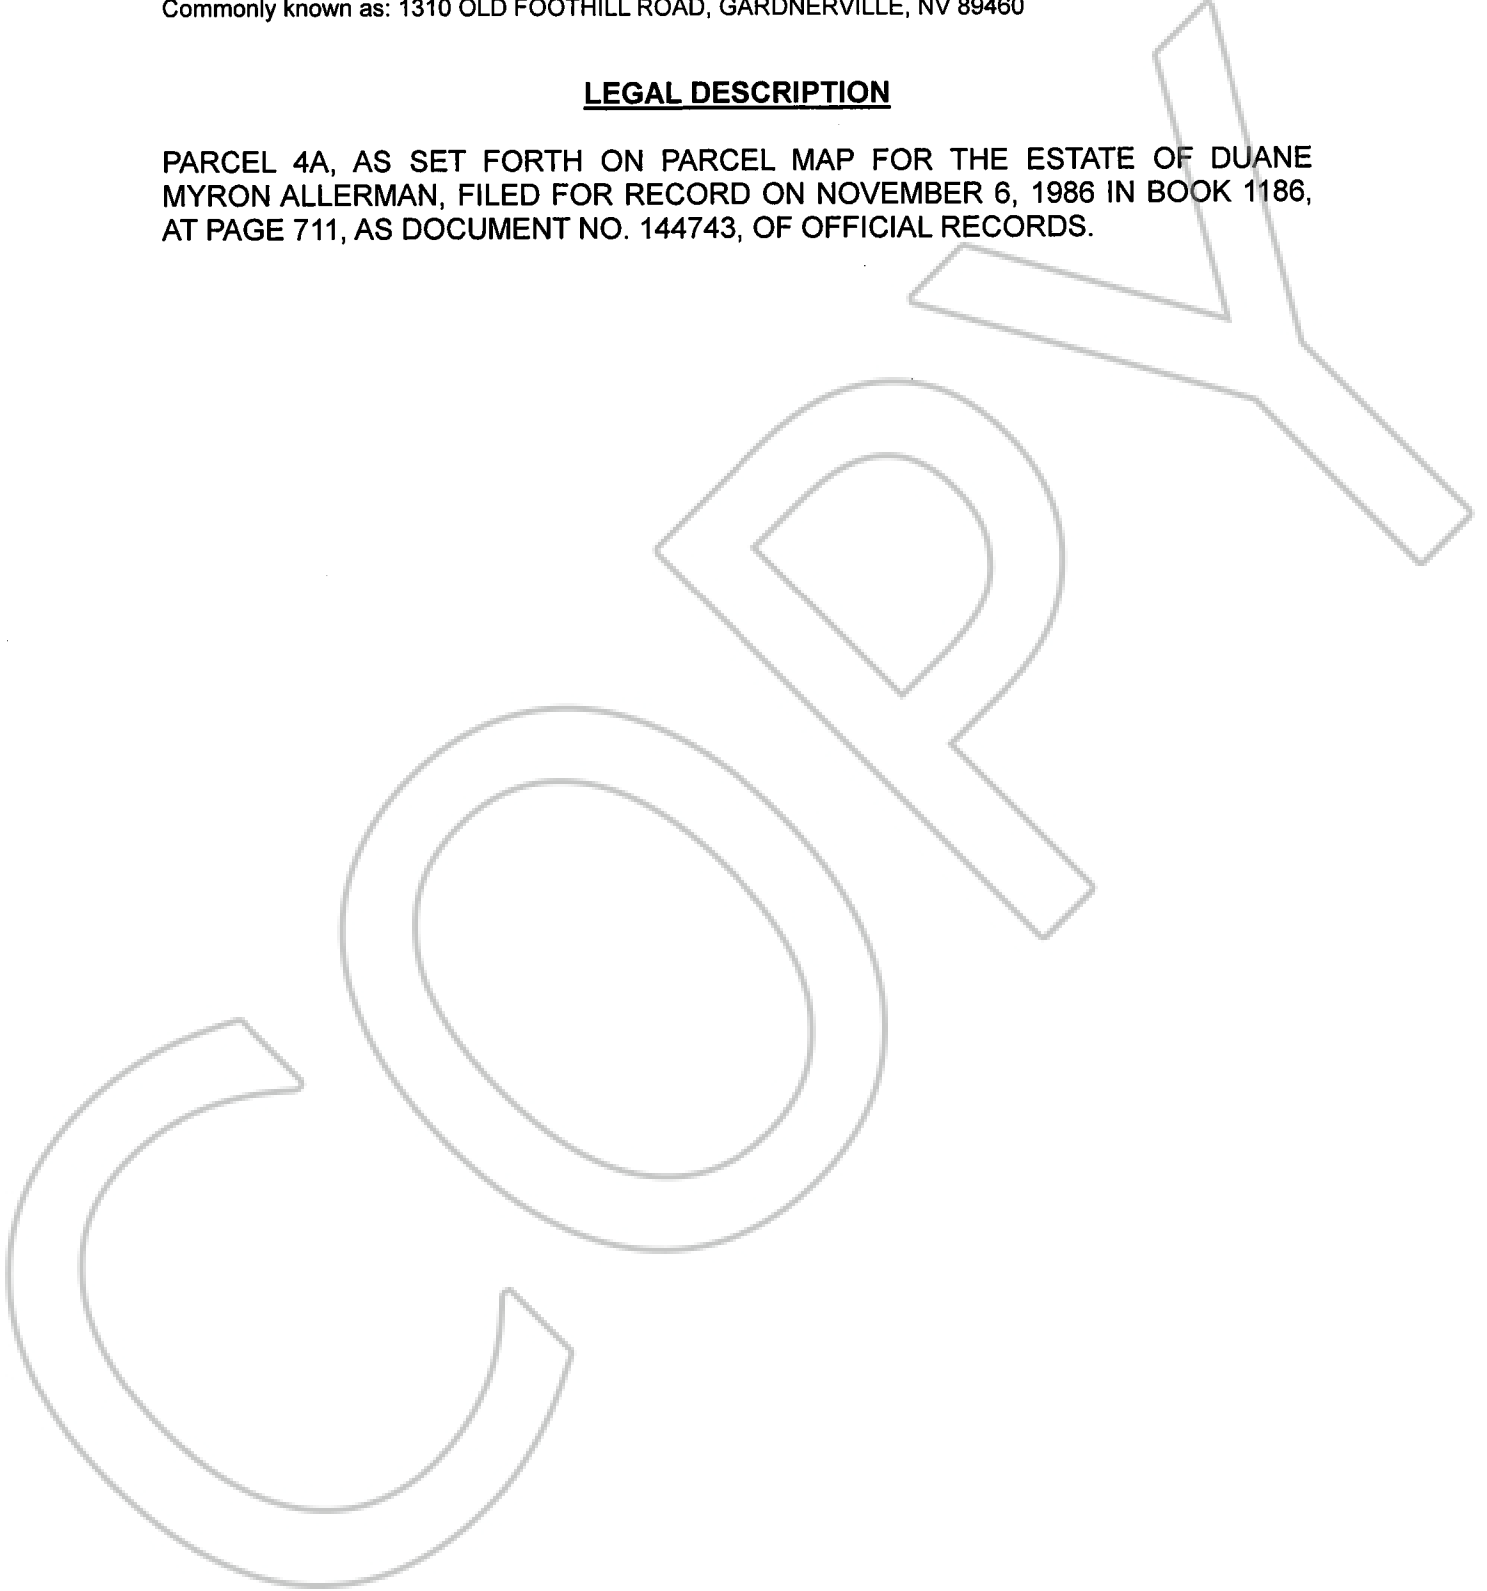 Commonly known as: 1310 OLD FOOTHILL ROAD, GARDNERVILLE, NV 89460
LEGAL DESCRIPTION
PARCEL 4A, AS SET FORTH ON PARCEL MAP FOR THE ESTATE OF DUANE
MYRON ALLERMAN, FILED FOR RECORD ON NOVEMBER 6, 1986 IN BOOK 1186,
AT PAGE 711, AS DOCUMENT NO. 144743, OF OFFICIAL RECORDS.
COPY